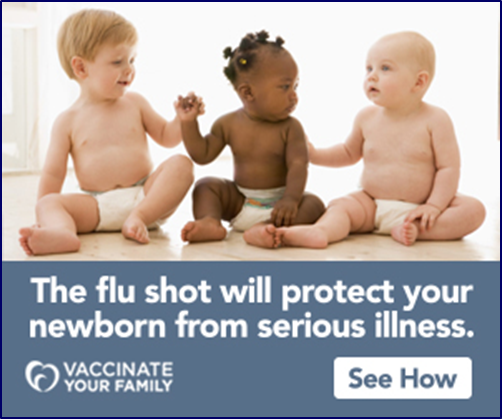 The flu shot will protect your
newborn from serious illness.
VACCINATE
YOUR FAMILY
See How